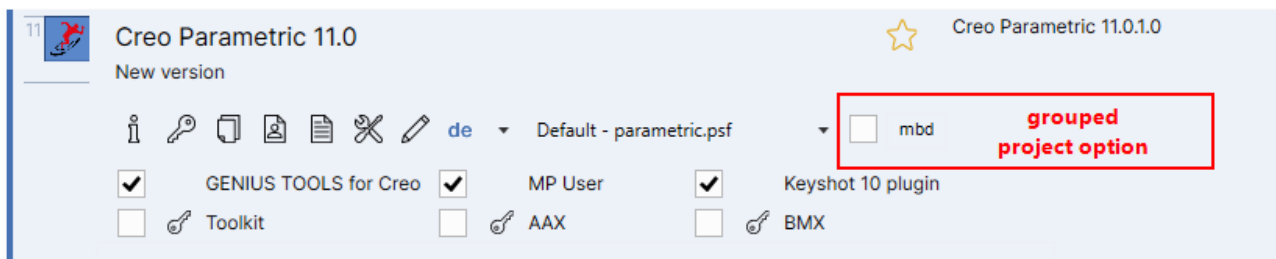 11
Creo Parametric 11.0
Creo Parametric 11.0.1.0
New version
de Default - parametric.psf mbd
grouped
project option
GENIUS TOOLS for Creo MP User Keyshot 10 plugin
Toolkit AAX BMX